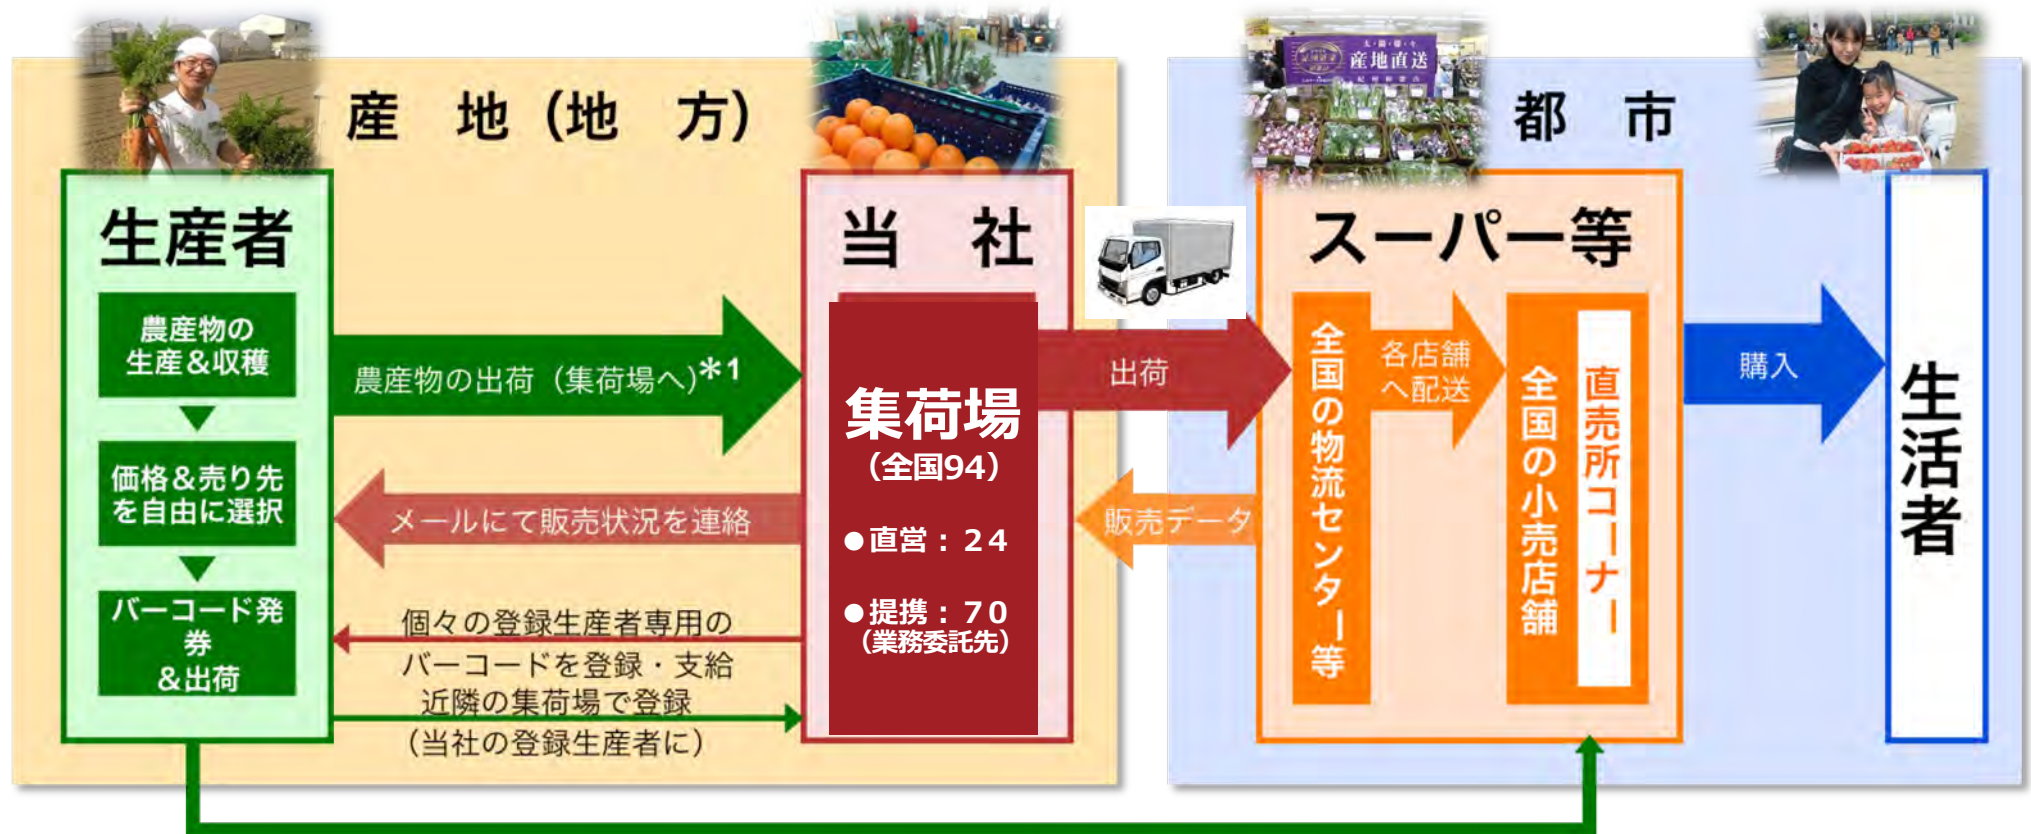 産　地（地　方）
都　市
産地直送
生産者
農産物の
生産＆収穫
価格＆売り先
を自由に選択
バーコード発
券
＆出荷
農産物の出荷（集荷場へ）＊1
メールにて販売状況を連絡
個々の登録生産者専用の
バーコードを登録・支給
近隣の集荷場で登録
（当社の登録生産者に）
当　社
集荷場
（全国94）
●直営：２４
●提携：７０
（業務委託先）
出荷
販売データ
スーパー等
全国の物流センター等
各店舗
へ配送
全国の小売店舗
直売所コーナー
購入
生活者